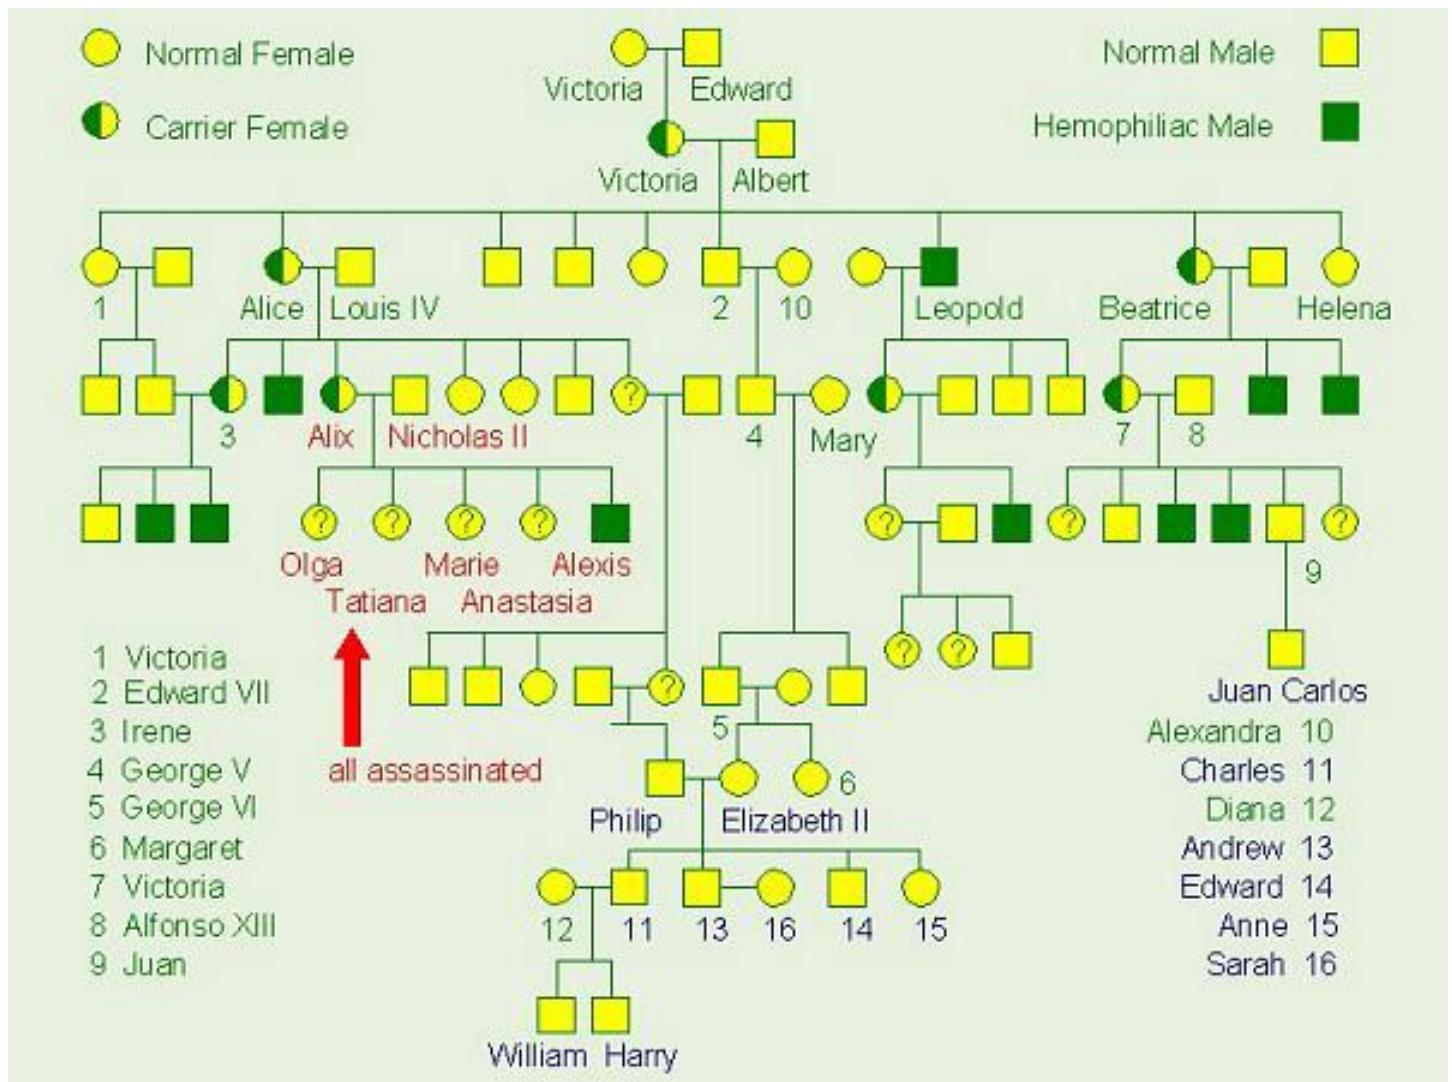 Normal Female
Victoria Edward
Normal Male
Carrier Female
Hemophiliac Male
Victoria Albert
1 Alice Louis IV 2 10 Leopold Beatrice Helena
? 
3 Alix Nicholas II 4 Mary 7 8
? ? ? ? ? ? ?
Olga Marie Alexis 9
Tatiana Anastasia
? ?
?
Juan Carlos
5
all assassinated
6
Philip Elizabeth II
12 11 13 16 14 15
William Harry
1 Victoria
2 Edward VII
3 Irene
4 George V
5 George VI
6 Margaret
7 Victoria
8 Alfonso XIII
9 Juan
Alexandra 10
Charles 11
Diana 12
Andrew 13
Edward 14
Anne 15
Sarah 16